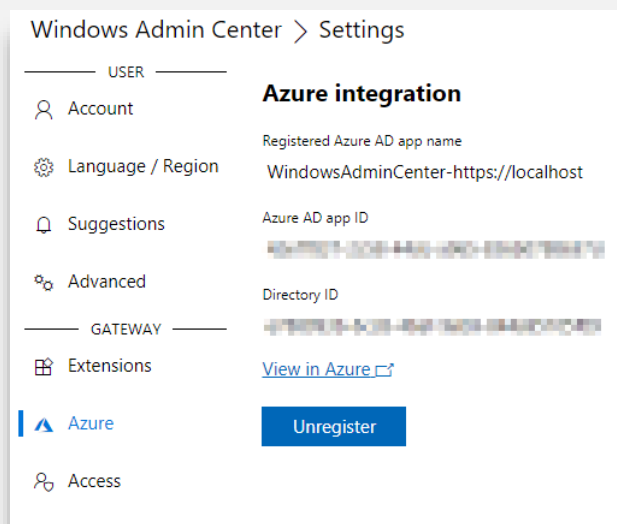 Windows Admin Center > Settings
USER
Account
Language / Region
Suggestions
Advanced
GATEWAY
Extensions
Azure
Access
Azure integration
Registered Azure AD app name
WindowsAdminCenter-https://localhost
Azure AD app ID
Directory ID
View in Azure
Unregister